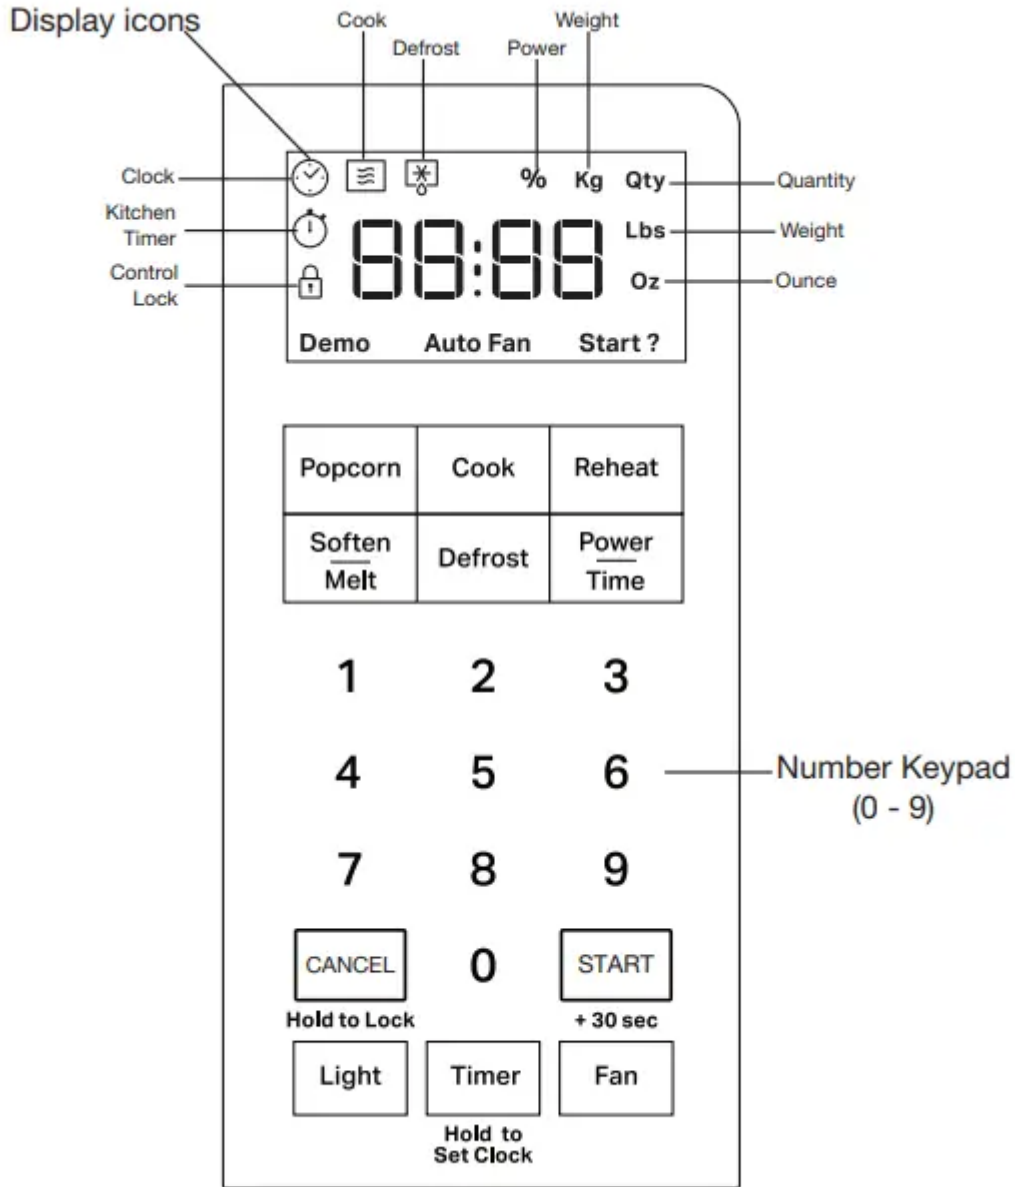 Display icons
Cook
Weight
Defrost
Power
Clock
% Kg Qty
Quantity
Kitchen
Timer
88:88
Lbs
Weight
Control
Lock
Oz
Ounce
Demo Auto Fan Start ?
Popcorn Cook Reheat
Soften
Melt
Defrost
Power
Time
1 2 3
4 5 6
Number Keypad
(0 - 9)
7 8 9
CANCEL 0 START
Hold to Lock + 30 sec
Light Timer Fan
Hold to
Set Clock